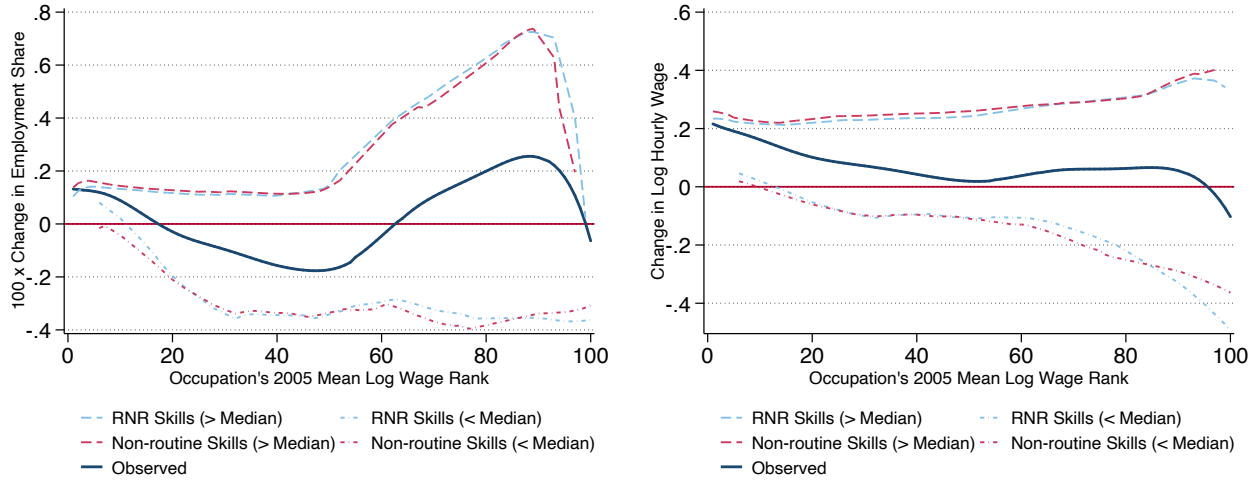 100 x Change in Employment Share
.8
.6
.4
.2
0
-.2
-.4
0 20 40 60 80 100
Occupation's 2005 Mean Log Wage Rank
RNR Skills (> Median) RNR Skills (< Median)
Non-routine Skills (> Median) Non-routine Skills (< Median)
Observed
Change in Log Hourly Wage
.6
.4
.2
0
-.2
-.4
0 20 40 60 80 100
Occupation's 2005 Mean Log Wage Rank
RNR Skills (> Median) RNR Skills (< Median)
Non-routine Skills (> Median) Non-routine Skills (< Median)
Observed